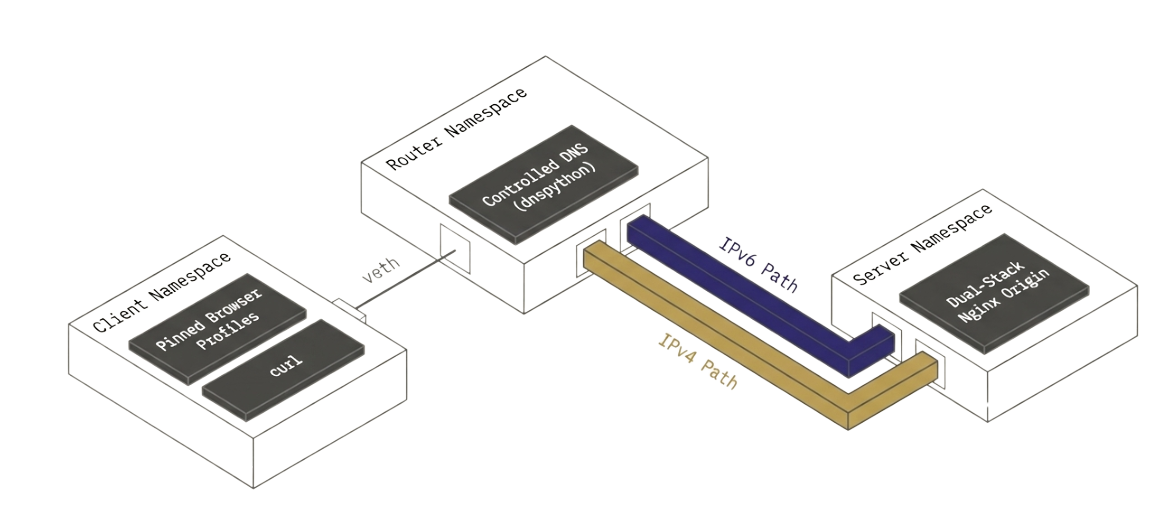 Router Namespace
Controlled DNS
(dnspython)
Client Namespace
Pinned Browser
Profiles
curl
veth
IPv6 Path
IPv4 Path
Server Namespace
Dual-Stack
Nginx Origin